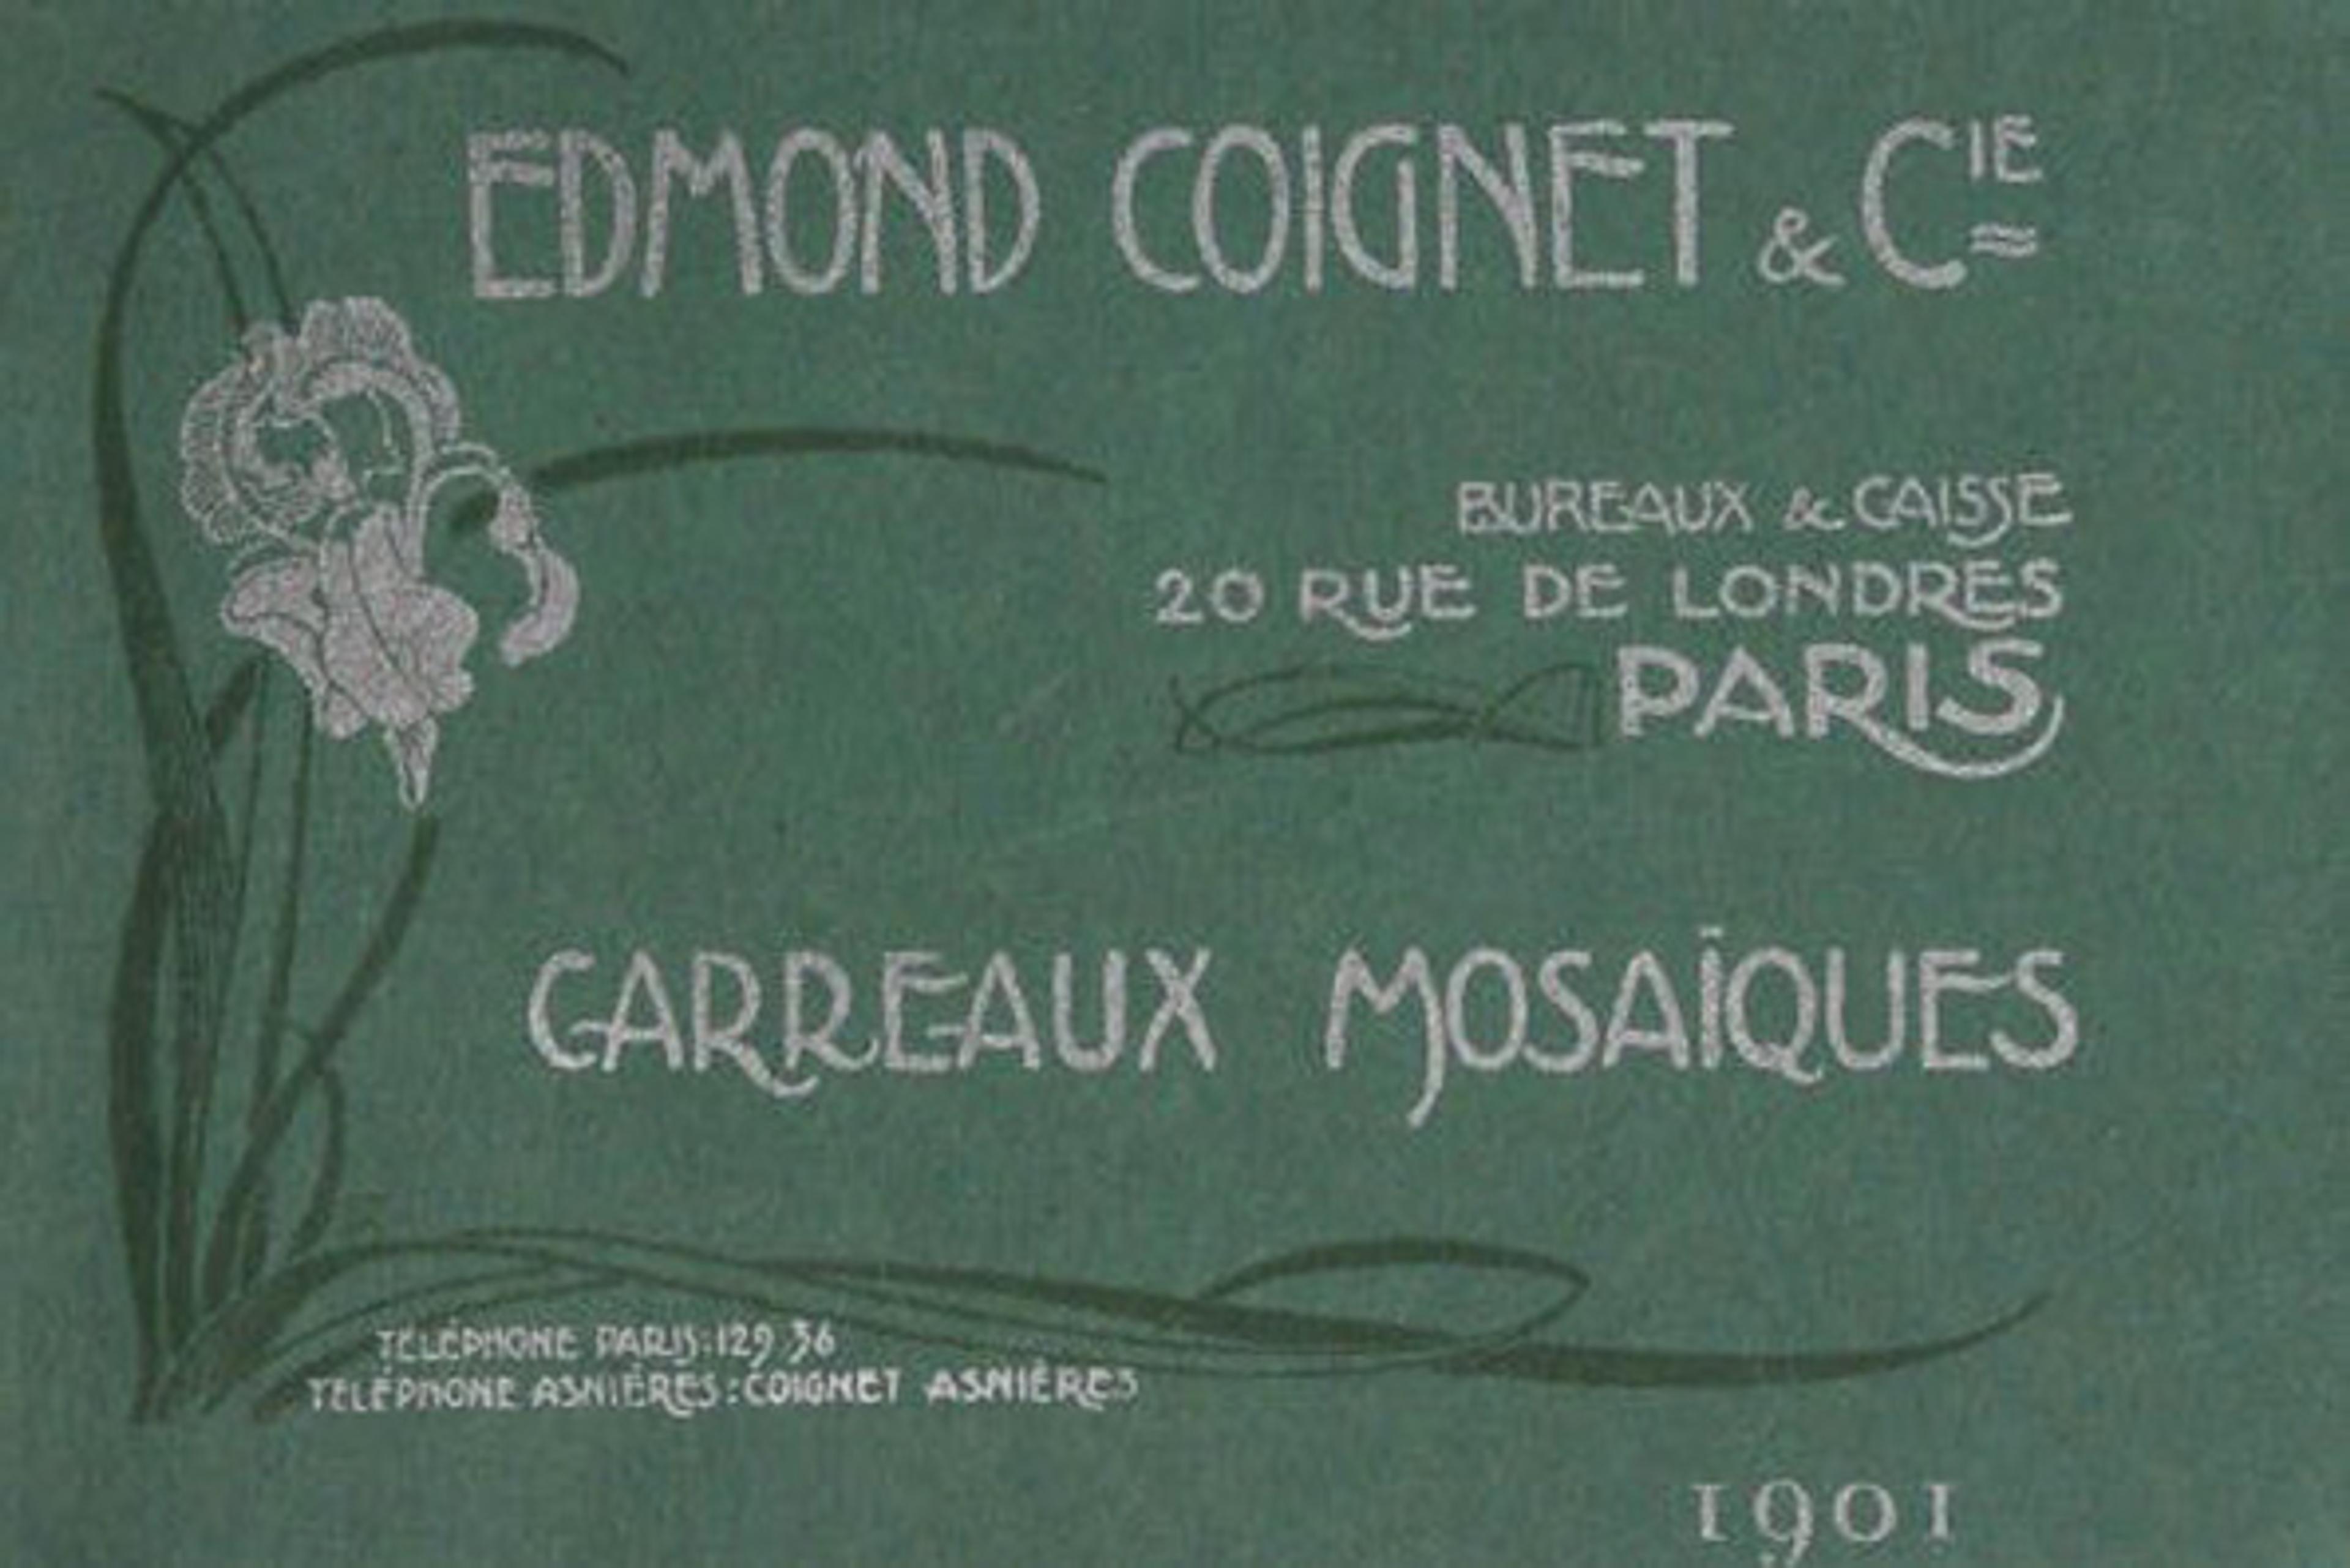 EDMOND COIGNET & CIE
BUREAUX & CAISSE
20 RUE DE LONDRES
PARIS
CARREAUX MOSAÏQUES
TÉLÉPHONE PARIS: 129.36
TÉLÉPHONE ASNIÈRES: COIGNET ASNIÈRES
1901